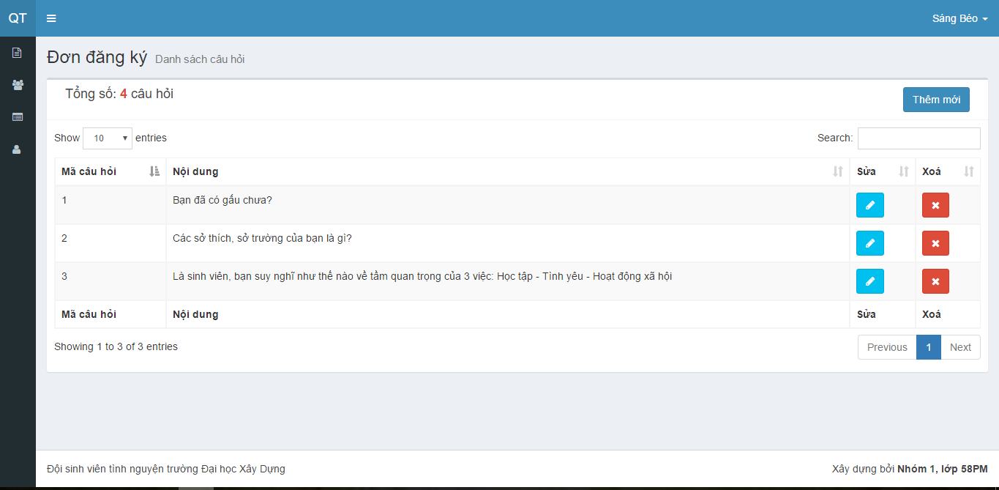 QT
Sáng Béo
Đơn đăng ký Danh sách câu hỏi
Tổng số: 4 câu hỏi
Thêm mới
Show 10 entries
Search:
Mã câu hỏi Nội dung Sửa Xoá
1 Bạn đã có gấu chưa?
2 Các sở thích, sở trường của bạn là gì?
3 Là sinh viên, bạn suy nghĩ như thế nào về tầm quan trọng của 3 việc: Học tập - Tình yêu - Hoạt động xã hội
Mã câu hỏi Nội dung Sửa Xoá
Showing 1 to 3 of 3 entries
Previous 1 Next
Đội sinh viên tình nguyện trường Đại học Xây Dựng
Xây dựng bởi Nhóm 1, lớp 58PM